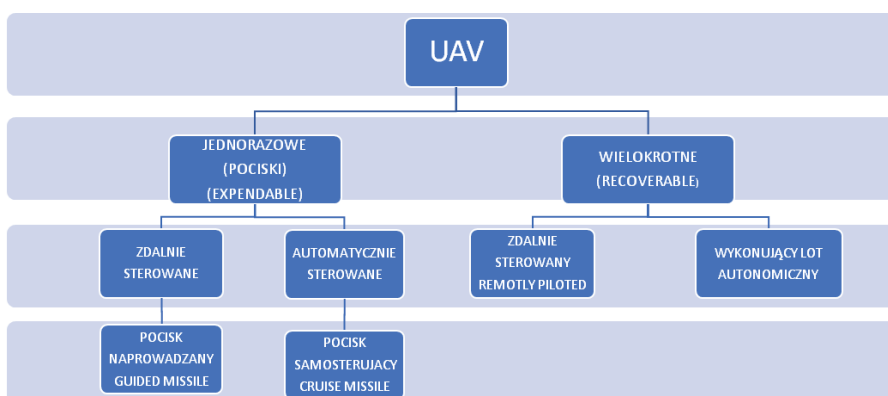 UAV
JEDNORAZOWE
(POCISKI)
(EXPENDABLE)
WIELOKROTNE
(RECOVERABLE)
ZDALNIE
STEROWANE
AUTOMATYCZNIE
STEROWANE
ZDALNIE
STEROWANY
REMOTLY PILOTED
WYKONUJĄCY LOT
AUTONOMICZNY
POCISK
NAPROWADZANY
GUIDED MISSILE
POCISK
SAMOSTERUJACY
CRUISE MISSILE